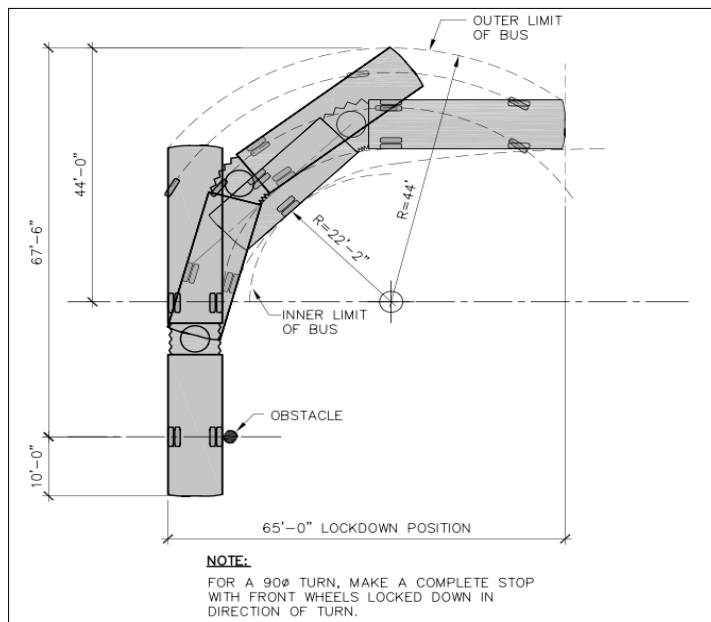 OUTER LIMIT
OF BUS
44'-0"
67'-6"
R=44'
R=22'-2"
INNER LIMIT
OF BUS
OBSTACLE
10'-0"
65'-0" LOCKDOWN POSITION
NOTE:
FOR A 90ø TURN, MAKE A COMPLETE STOP
WITH FRONT WHEELS LOCKED DOWN IN
DIRECTION OF TURN.